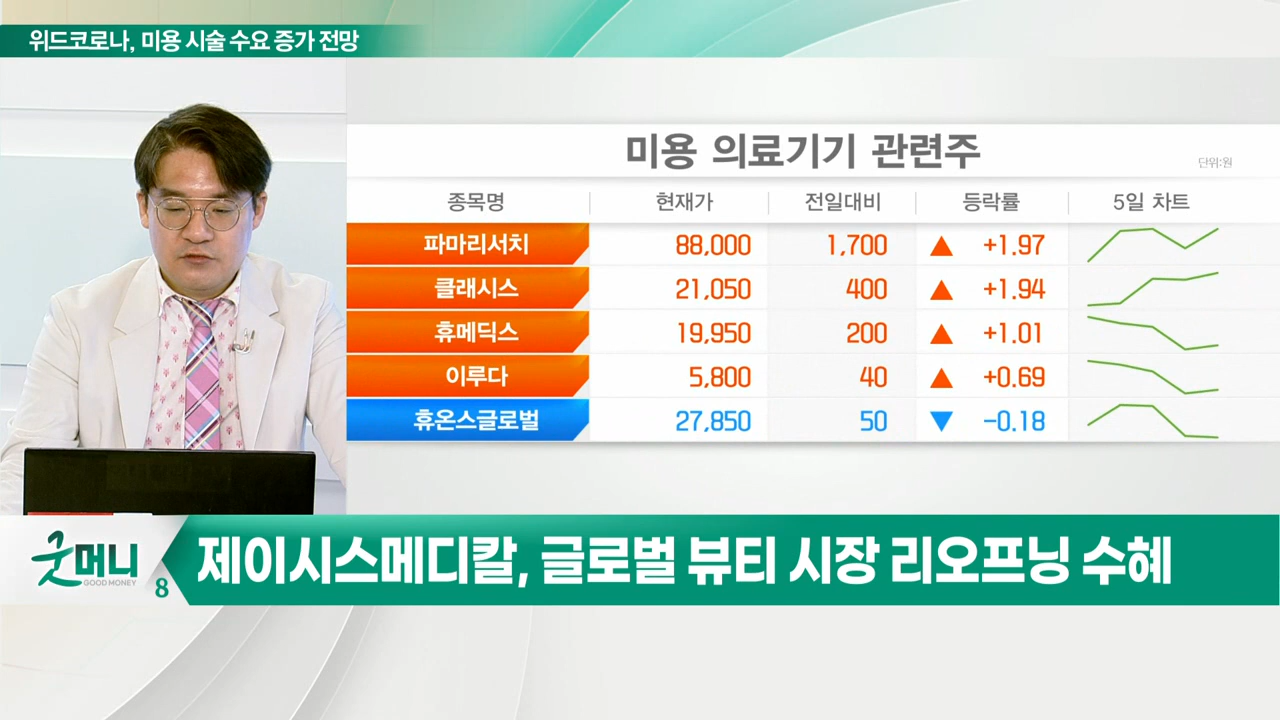 위드코로나, 미용 시술 수요 증가 전망
미용 의료기기 관련주
단위:원
종목명 현재가 전일대비 등락률 5일 차트
파마리서치 88,000 1,700 ▲ +1.97
클래시스 21,050 400 ▲ +1.94
휴메딕스 19,950 200 ▲ +1.01
이루다 5,800 40 ▲ +0.69
휴온스글로벌 27,850 50 ▼ -0.18
굿머니
GOOD MONEY
8
제이시스메디칼, 글로벌 뷰티 시장 리오프닝 수혜